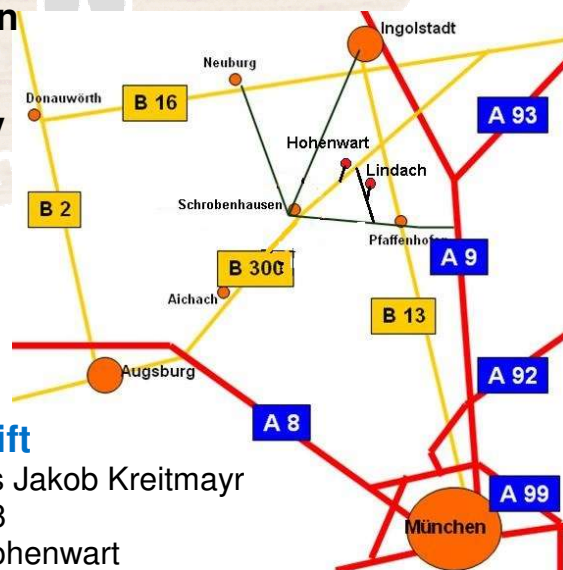 n
Ingolstadt
Neuburg
Donauwörth
B 16
A 93
Hohenwart
Lindach
B 2
Schrobenhausen
Pfaffenhofen
A 9
B 300
Aichach
B 13
Augsburg
A 92
A 8
ift
s Jakob Kreitmayr
A 99
ohenwart
München